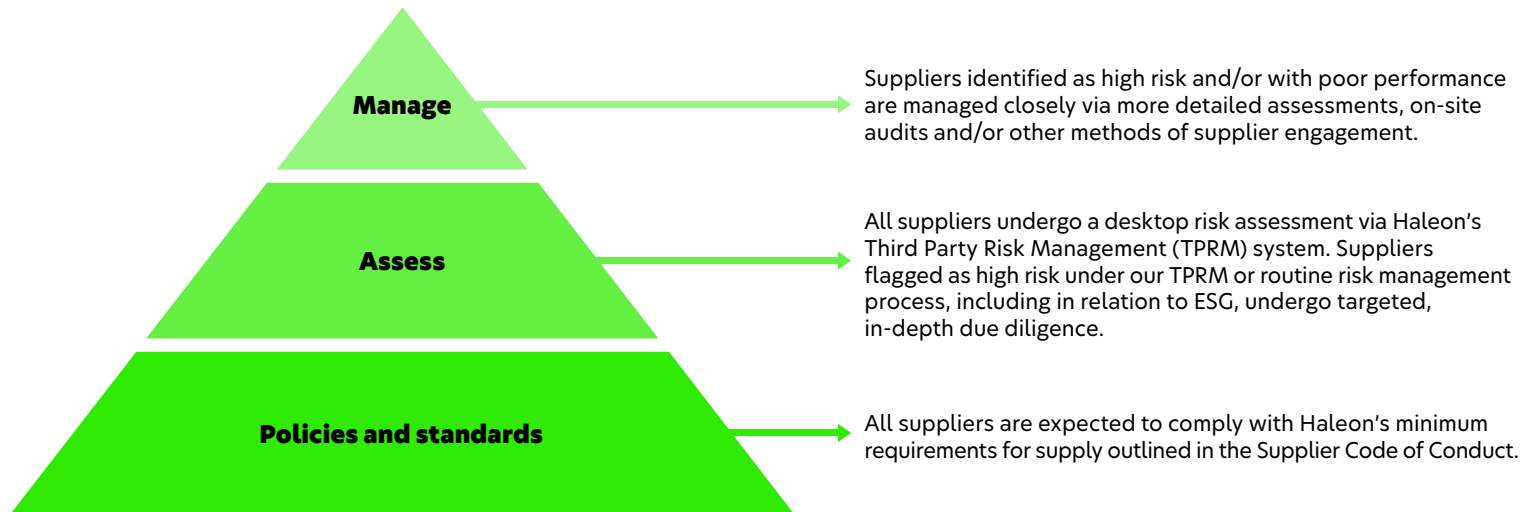 Manage
Suppliers identified as high risk and/or with poor performance
are managed closely via more detailed assessments, on-site
audits and/or other methods of supplier engagement.
Assess
All suppliers undergo a desktop risk assessment via Haleon’s
Third Party Risk Management (TPRM) system. Suppliers
flagged as high risk under our TPRM or routine risk management
process, including in relation to ESG, undergo targeted,
in-depth due diligence.
Policies and standards
All suppliers are expected to comply with Haleon’s minimum
requirements for supply outlined in the Supplier Code of Conduct.